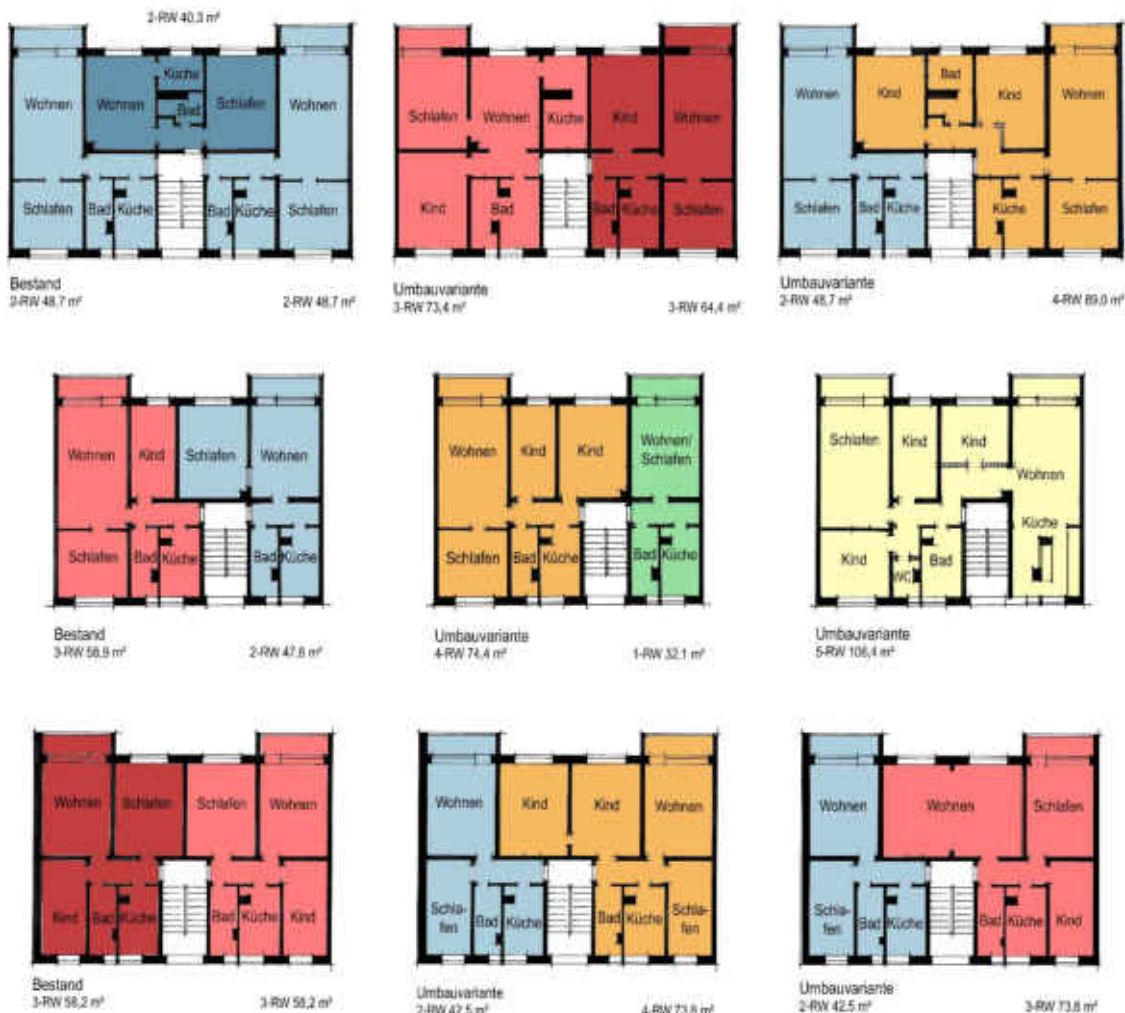 2-RW 40,3 m²
Wohnen
Wohnen
Küche
Bad
Schlafen
Wohnen
Schlafen
Bad
Küche
Bad
Küche
Schlafen
Bestand
2-RW 48,7 m²
2-RW 48,7 m²
Schlafen
Wohnen
Küche
Kind
Wohnen
Kind
Bad
Bad
Küche
Schlafen
Umbauvariante
3-RW 73,4 m²
3-RW 64,4 m²
Wohnen
Kind
Bad
Kind
Wohnen
Schlafen
Bad
Küche
Küche
Schlafen
Umbauvariante
2-RW 48,7 m²
4-RW 89,0 m²
Wohnen
Kind
Schlafen
Wohnen
Schlafen
Bad
Küche
Bad
Küche
Bestand
3-RW 58,9 m²
2-RW 47,6 m²
Wohnen
Kind
Kind
Wohnen/
Schlafen
Schlafen
Bad
Küche
Bad
Küche
Umbauvariante
4-RW 74,4 m²
1-RW 32,1 m²
Schlafen
Kind
Kind
Wohnen
Küche
Kind
WC
Bad
Umbauvariante
5-RW 106,4 m²
Wohnen
Schlafen
Schlafen
Wohnen
Kind
Bad
Küche
Bad
Küche
Kind
Bestand
3-RW 58,2 m²
3-RW 58,2 m²
Wohnen
Kind
Kind
Wohnen
Schla-
fen
Bad
Küche
Bad
Küche
Schla-
fen
Umbauvariante
2-RW 42,5 m²
4-RW 73,8 m²
Wohnen
Wohnen
Schlafen
Schla-
fen
Bad
Küche
Bad
Küche
Kind
Umbauvariante
2-RW 42,5 m²
3-RW 73,8 m²